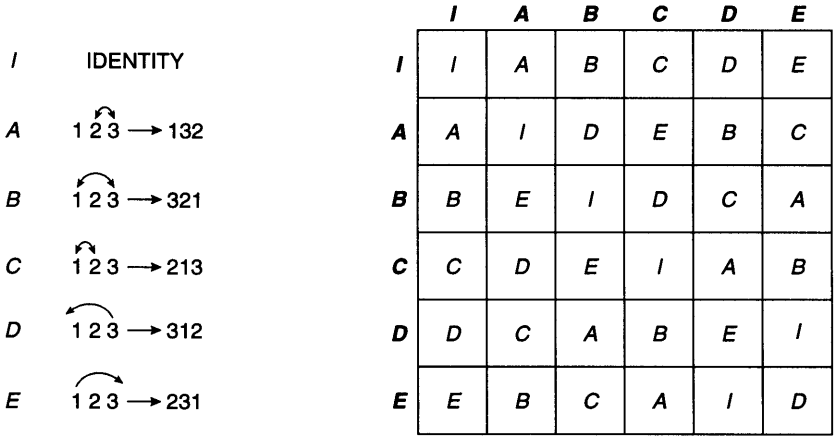 I A B C D E
I IDENTITY
I I A B C D E
A 1 2 3 → 132
A A I D E B C
B 1 2 3 → 321
B B E I D C A
C 1 2 3 → 213
C C D E I A B
D 1 2 3 → 312
D D C A B E I
E 1 2 3 → 231
E E B C A I D